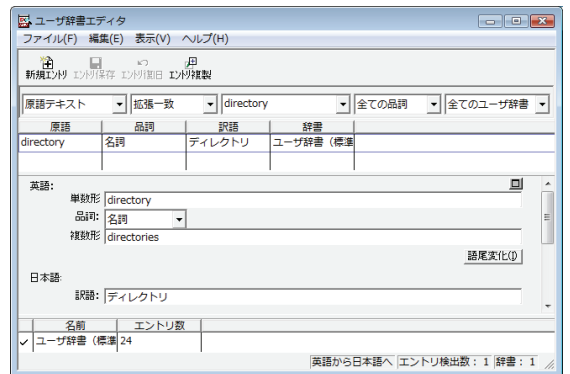 ユーザ辞書エディタ
ファイル(F) 編集(E) 表示(V) ヘルプ(H)
新規エントリ エントリ保存 エントリ復旧 エントリ複製
原語テキスト 拡張一致 directory 全ての品詞 全てのユーザ辞書
原語 品詞 訳語 辞書
directory 名詞 ディレクトリ ユーザ辞書（標準
英語:
単数形 directory
品詞: 名詞
複数形 directories
語尾変化(I)
日本語:
訳語: ディレクトリ
名前 エントリ数
ユーザ辞書（標準 24
英語から日本語へ エントリ検出数: 1 辞書: 1